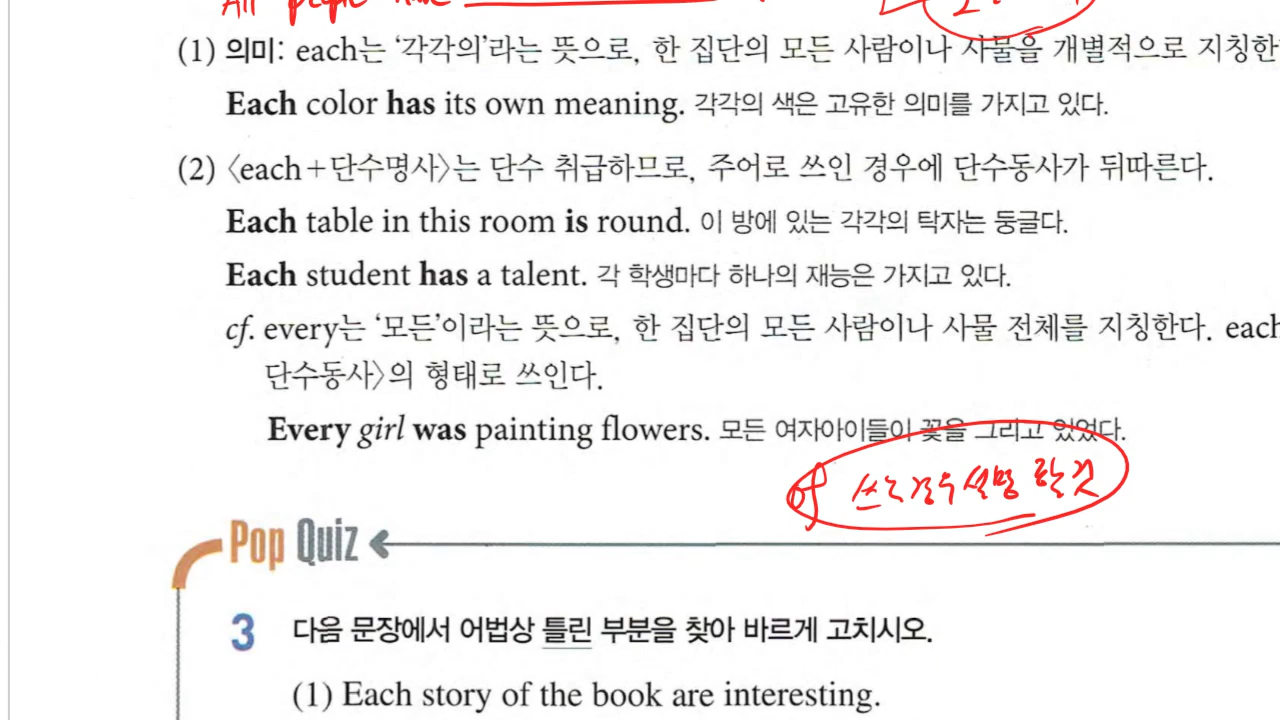 All people
(1) 의미: each는 ‘각각의’라는 뜻으로, 한 집단의 모든 사람이나 사물을 개별적으로 지칭한
Each color has its own meaning. 각각의 색은 고유한 의미를 가지고 있다.
(2) 〈each+단수명사〉는 단수 취급하므로, 주어로 쓰인 경우에 단수동사가 뒤따른다.
Each table in this room is round. 이 방에 있는 각각의 탁자는 둥글다.
Each student has a talent. 각 학생마다 하나의 재능은 가지고 있다.
cf. every는 ‘모든’이라는 뜻으로, 한 집단의 모든 사람이나 사물 전체를 지칭한다. each
단수동사〉의 형태로 쓰인다.
Every girl was painting flowers. 모든 여자아이들이 꽃을 그리고 있었다.
of 쓰는 경우 설명 할 것
Pop Quiz
3 다음 문장에서 어법상 틀린 부분을 찾아 바르게 고치시오.
(1) Each story of the book are interesting.